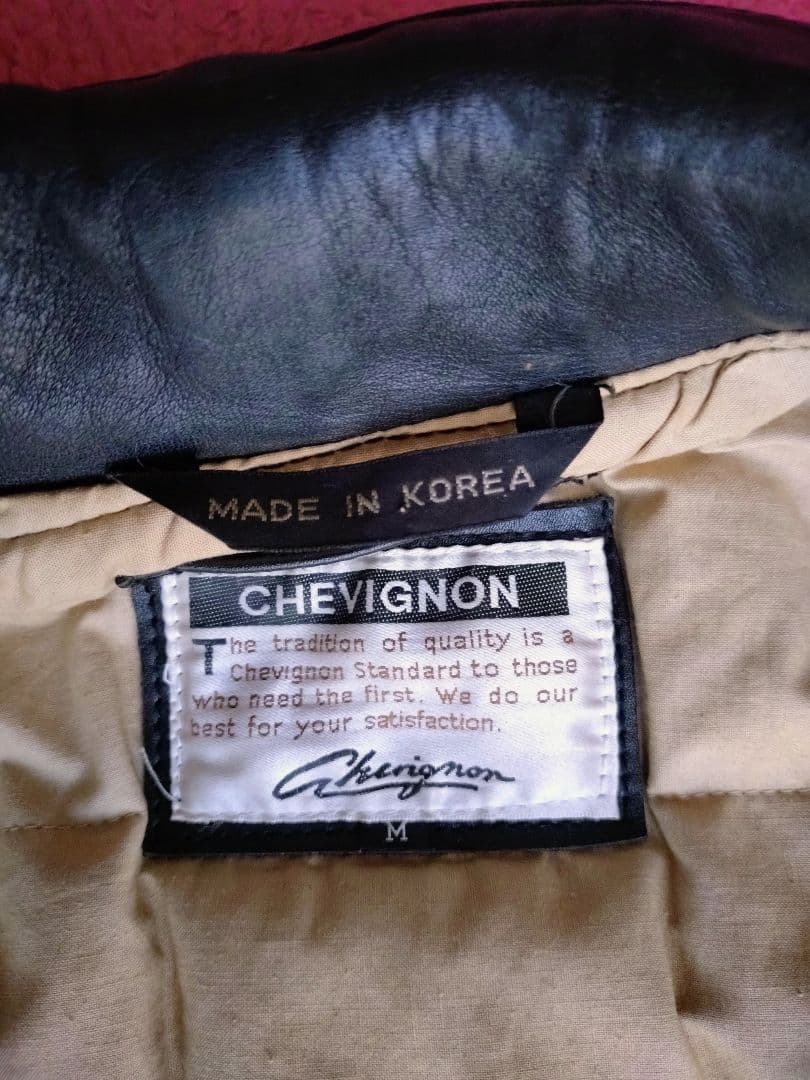 MADE IN KOREA
CHEVIGNON
The tradition of quality is a
Chevignon Standard to those
who need the first. We do our
best for your satisfaction.
Chevignon
M